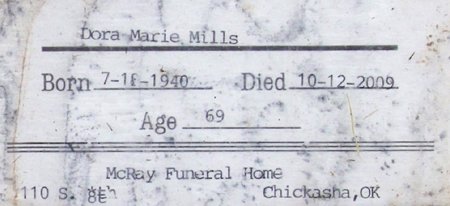 Dora Marie Mills
Born 7-18-1940 Died 10-12-2009
Age 69
McRay Funeral Home
110 S. Chickasha,OK